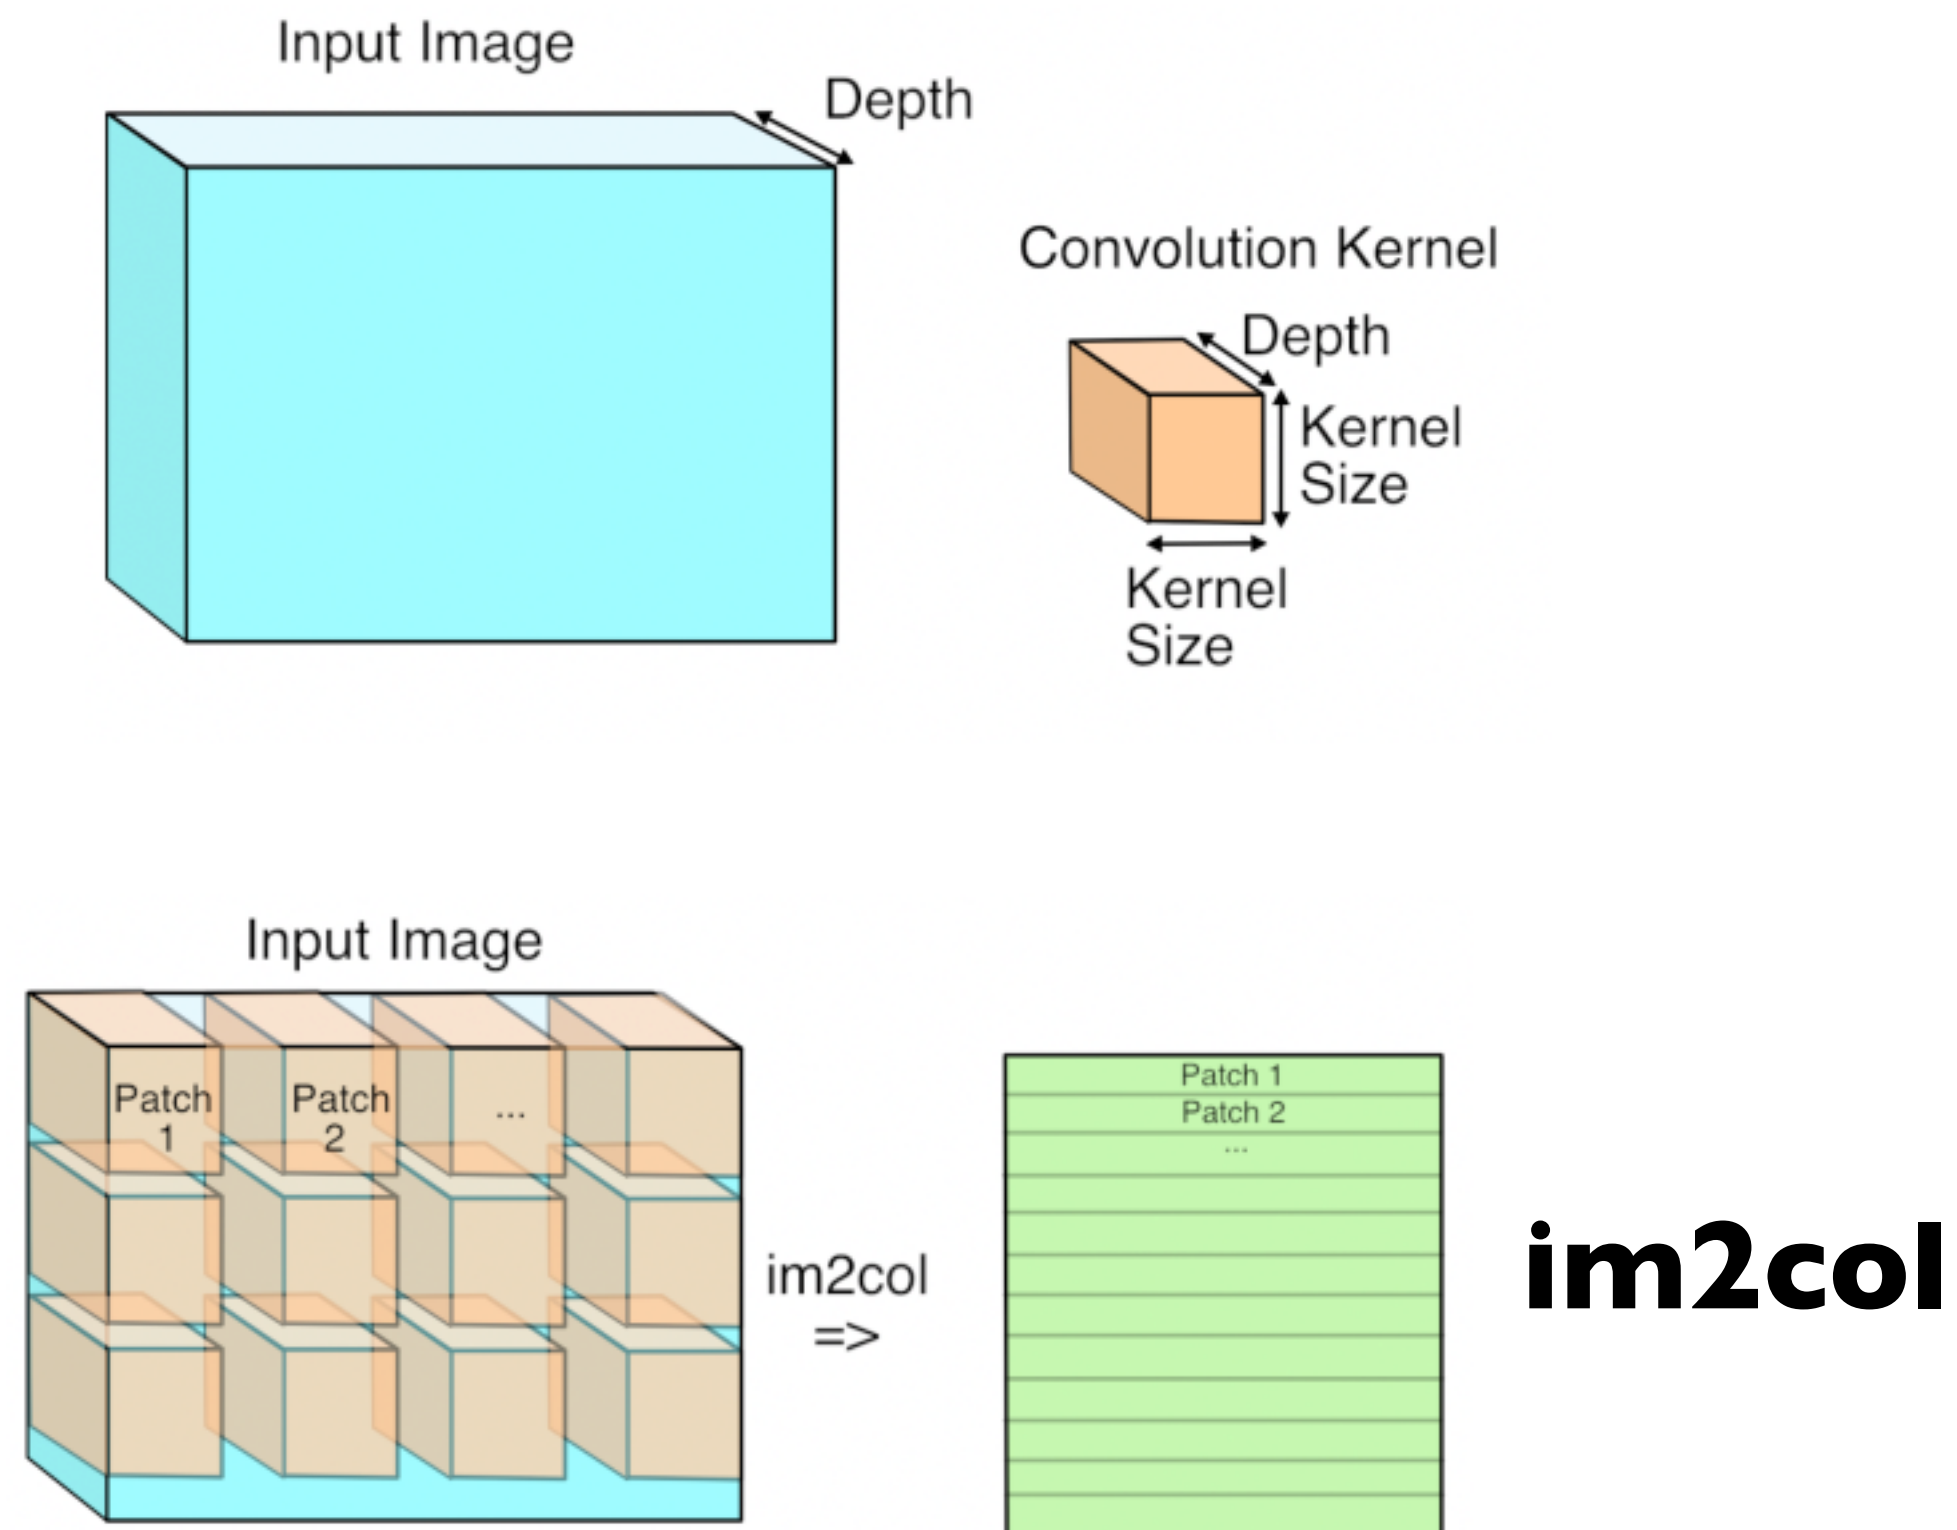 Input Image
Depth
Convolution Kernel
Depth
Kernel
Size
Kernel
Size
Input Image
Patch
1
Patch
2
...
im2col
=>
Patch 1
Patch 2
...
im2col